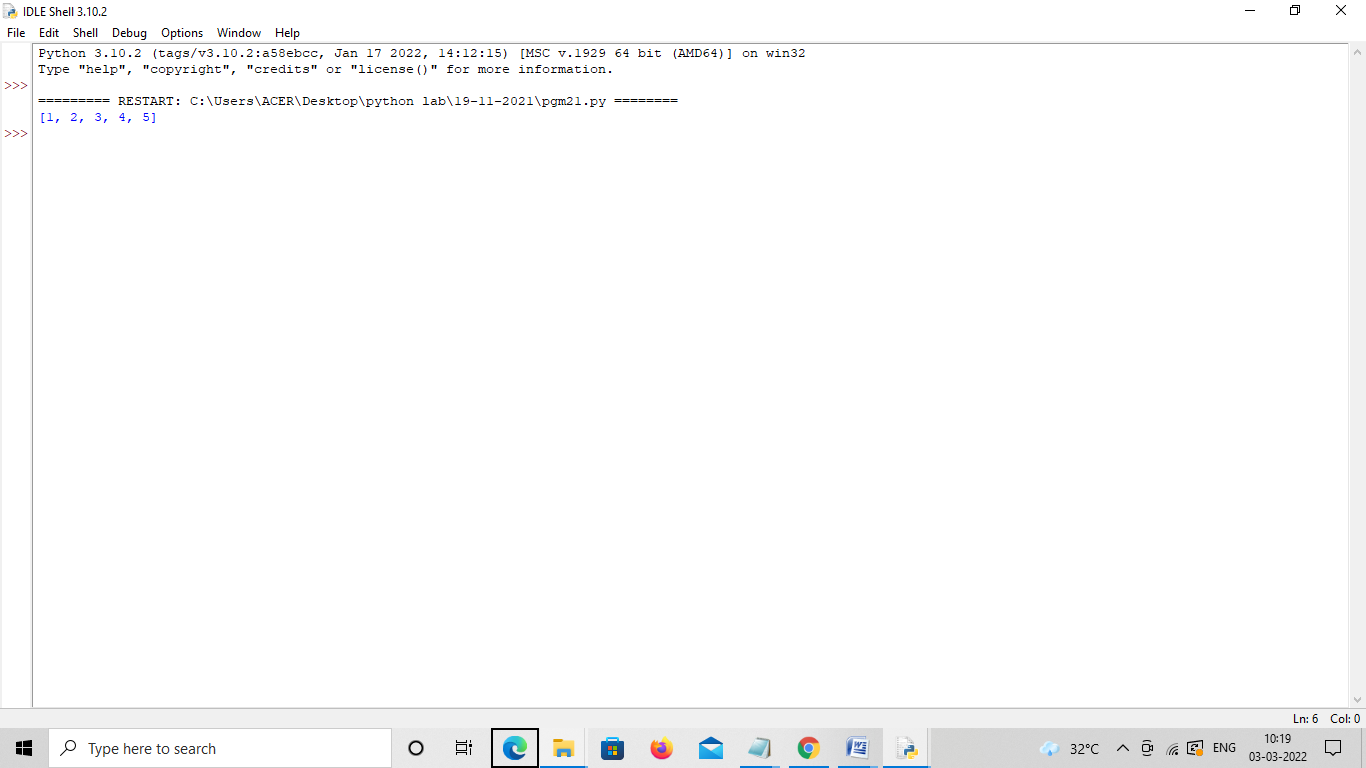 IDLE Shell 3.10.2
File Edit Shell Debug Options Window Help
Python 3.10.2 (tags/v3.10.2:a58ebcc, Jan 17 2022, 14:12:15) [MSC v.1929 64 bit (AMD64)] on win32
Type "help", "copyright", "credits" or "license()" for more information.
>>>
========= RESTART: C:\Users\ACER\Desktop\python lab\19-11-2021\pgm21.py ========
[1, 2, 3, 4, 5]
>>>
Ln: 6 Col: 0
Type here to search
32°C
ENG
10:19
03-03-2022